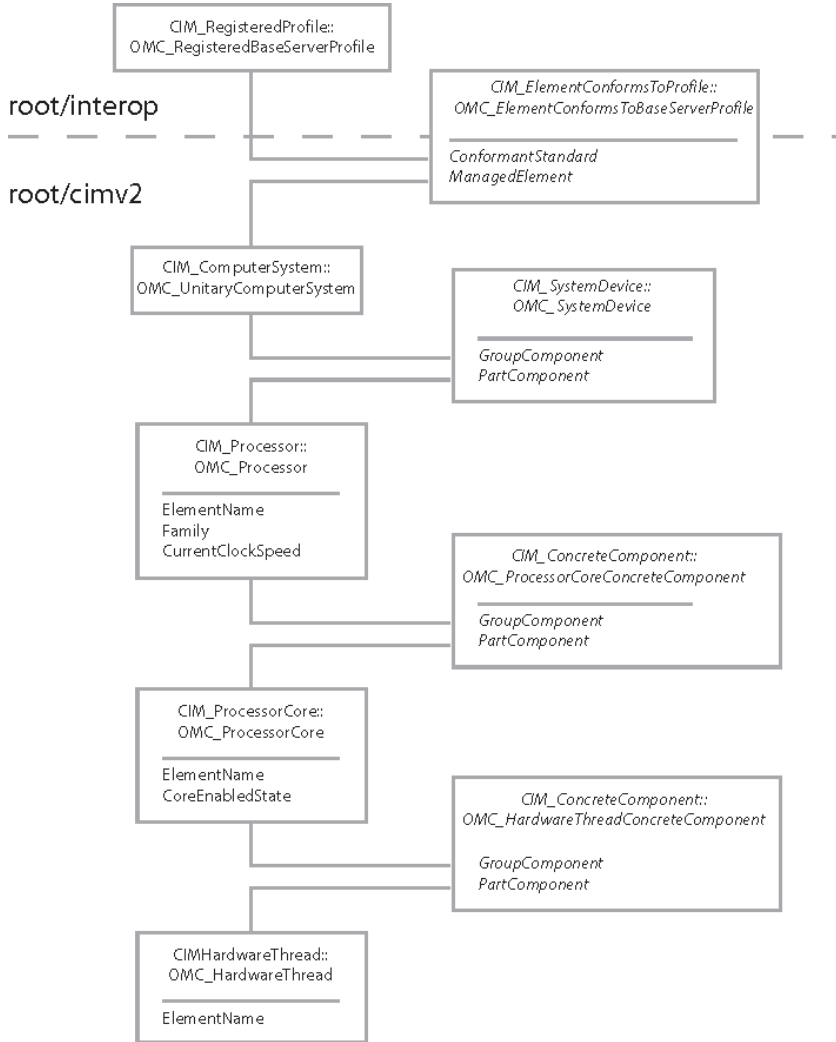 CIM_RegisteredProfile::
OMC_RegisteredBaseServerProfile
root/interop
CIM_ElementConformsToProfile::
OMC_ElementConformsToBaseServerProfile
ConformantStandard
ManagedElement
root/cimv2
CIM_ComputerSystem::
OMC_UnitaryComputerSystem
CIM_SystemDevice::
OMC_SystemDevice
GroupComponent
PartComponent
CIM_Processor::
OMC_Processor
ElementName
Family
CurrentClockSpeed
CIM_ConcreteComponent::
OMC_ProcessorCoreConcreteComponent
GroupComponent
PartComponent
CIM_ProcessorCore::
OMC_ProcessorCore
ElementName
CoreEnabledState
CIM_ConcreteComponent::
OMC_HardwareThreadConcreteComponent
GroupComponent
PartComponent
CIMHardwareThread::
OMC_HardwareThread
ElementName